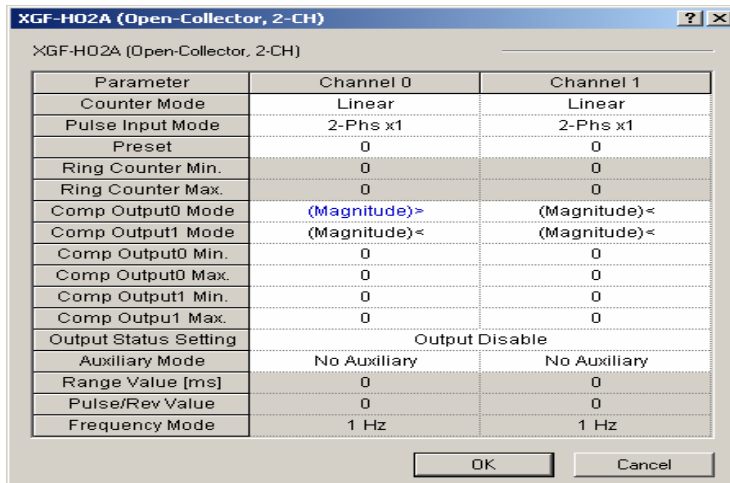 XGF-HO2A (Open-Collector, 2-CH)
XGF-HO2A (Open-Collector, 2-CH)
Parameter Channel 0 Channel 1
Counter Mode Linear Linear
Pulse Input Mode 2-Phs x1 2-Phs x1
Preset 0 0
Ring Counter Min. 0 0
Ring Counter Max. 0 0
Comp Output0 Mode (Magnitude)> (Magnitude)<
Comp Output1 Mode (Magnitude)< (Magnitude)<
Comp Output0 Min. 0 0
Comp Output0 Max. 0 0
Comp Output1 Min. 0 0
Comp Outpu1 Max. 0 0
Output Status Setting Output Disable
Auxiliary Mode No Auxiliary No Auxiliary
Range Value [ms] 0 0
Pulse/Rev Value 0 0
Frequency Mode 1 Hz 1 Hz
OK Cancel